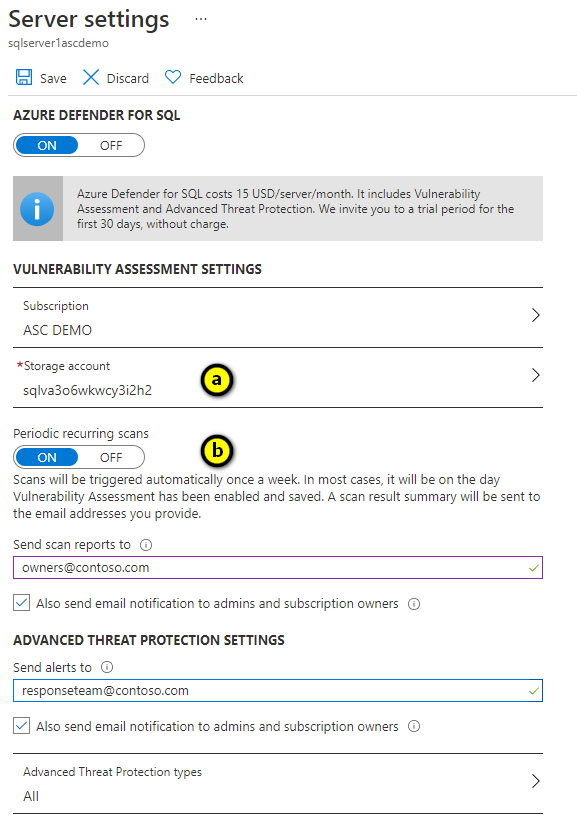 Server settings ...
sqlserver1ascdemo
Save Discard Feedback
AZURE DEFENDER FOR SQL
ON OFF
Azure Defender for SQL costs 15 USD/server/month. It includes Vulnerability
Assessment and Advanced Threat Protection. We invite you to a trial period for the
first 30 days, without charge.
VULNERABILITY ASSESSMENT SETTINGS
Subscription
ASC DEMO
*Storage account
sqlva3o6wkwcy3i2h2
a
Periodic recurring scans
b
ON OFF
Scans will be triggered automatically once a week. In most cases, it will be on the day
Vulnerability Assessment has been enabled and saved. A scan result summary will be sent to
the email addresses you provide.
Send scan reports to
owners@contoso.com
Also send email notification to admins and subscription owners
ADVANCED THREAT PROTECTION SETTINGS
Send alerts to
responseteam@contoso.com
Also send email notification to admins and subscription owners
Advanced Threat Protection types
All